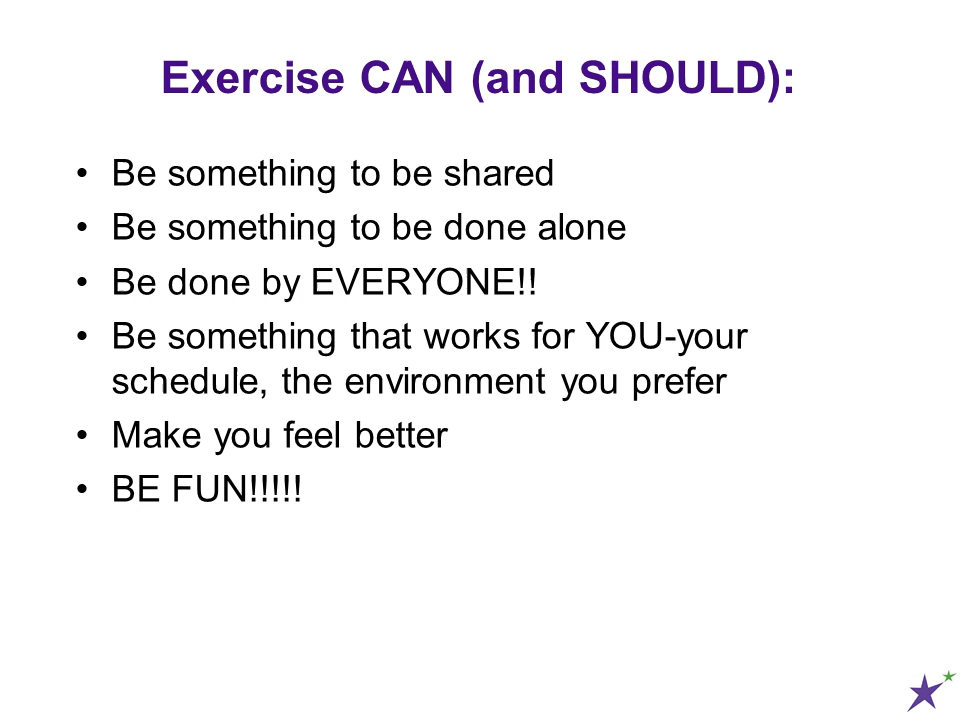 Exercise CAN (and SHOULD):
• Be something to be shared
• Be something to be done alone
• Be done by EVERYONE!!
• Be something that works for YOU-your
schedule, the environment you prefer
• Make you feel better
• BE FUN!!!!!